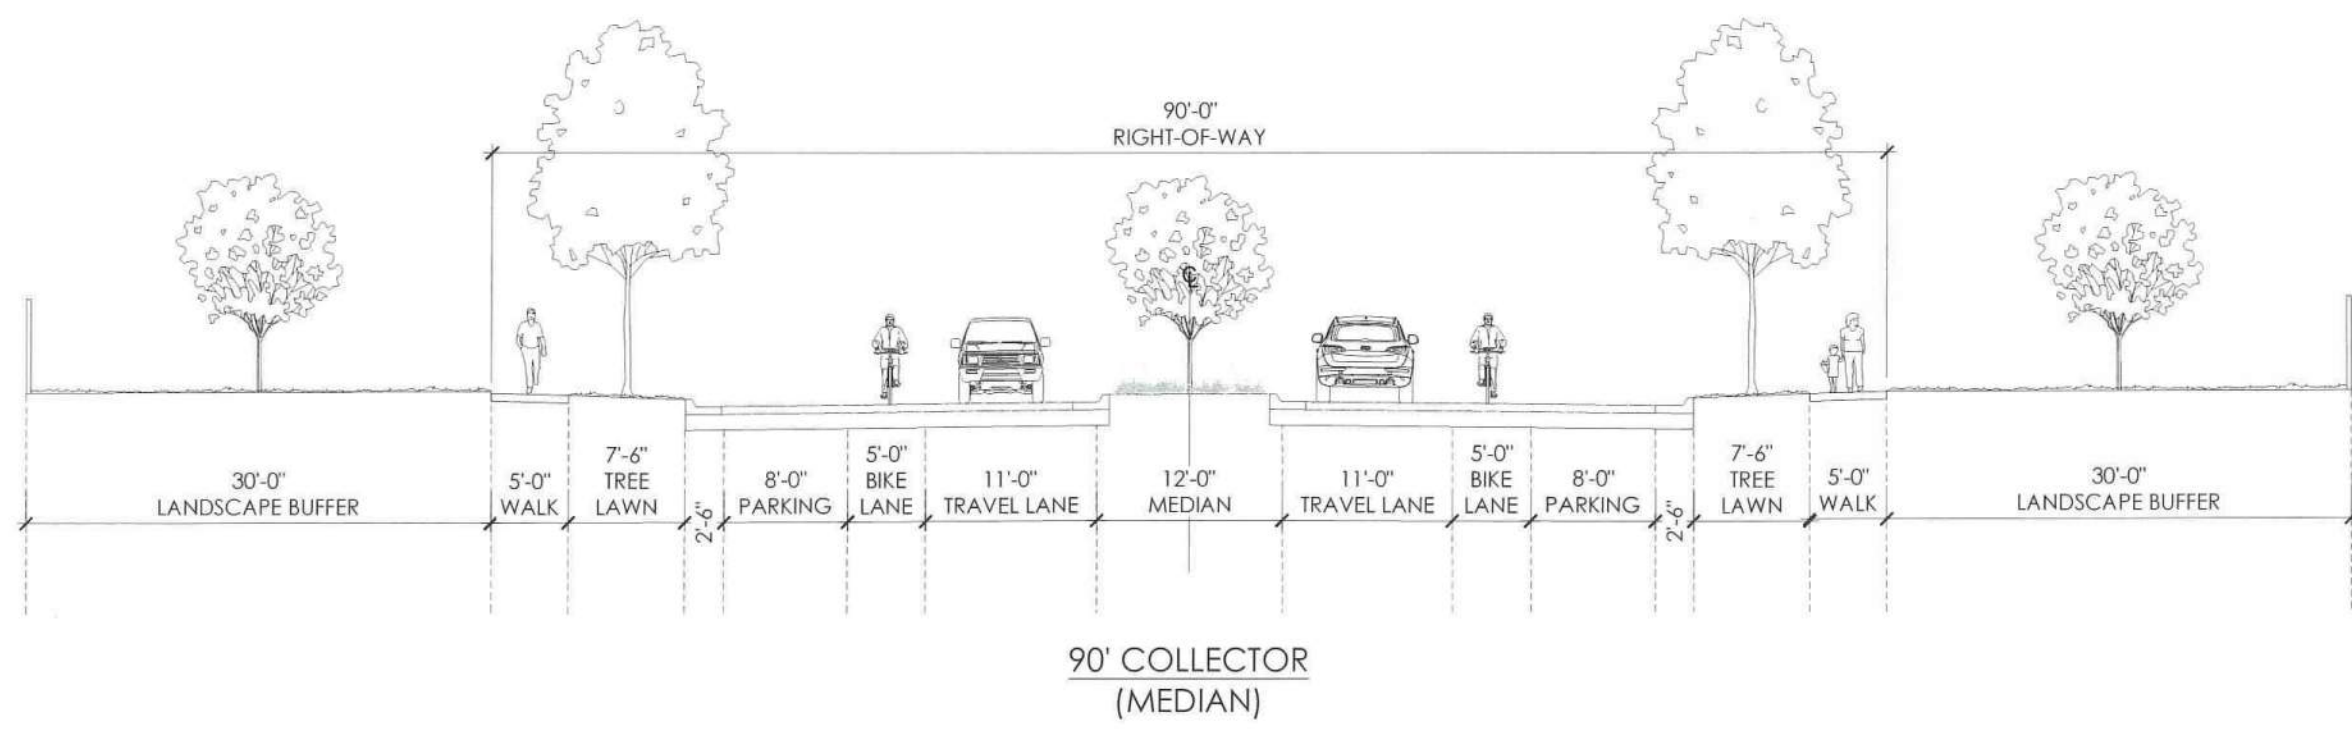 90'-0"
RIGHT-OF-WAY
℄
30'-0"
LANDSCAPE BUFFER
5'-0"
WALK
7'-6"
TREE
LAWN
2'-6"
8'-0"
PARKING
5'-0"
BIKE
LANE
11'-0"
TRAVEL LANE
12'-0"
MEDIAN
11'-0"
TRAVEL LANE
5'-0"
BIKE
LANE
8'-0"
PARKING
2'-6"
7'-6"
TREE
LAWN
5'-0"
WALK
30'-0"
LANDSCAPE BUFFER
90' COLLECTOR
(MEDIAN)